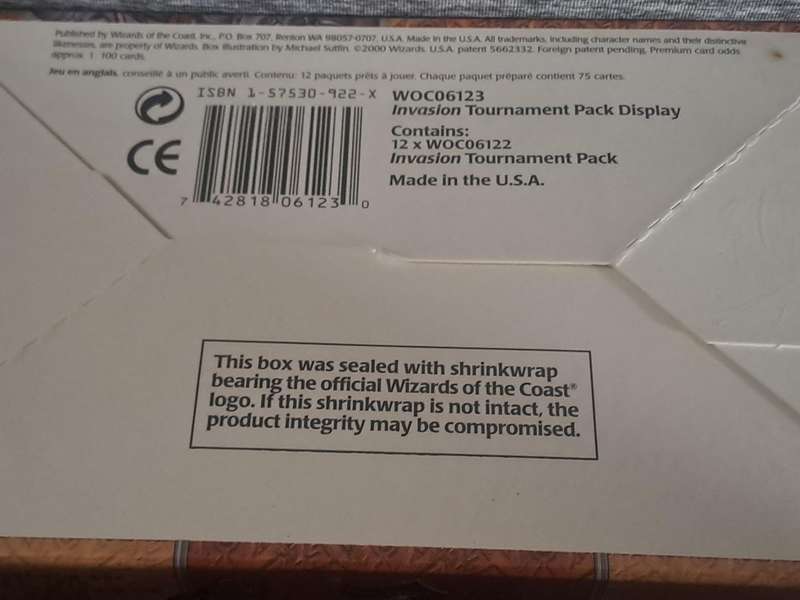 Published by Wizards of the Coast, Inc., P.O. Box 707, Renton WA 98057-0707, U.S.A. Made in the U.S.A. All trademarks, including character names and their distinctive
likenesses, are property of Wizards. Box illustration by Michael Sutfin. ©2000 Wizards. U.S.A. patent 5662332. Foreign patent pending. Premium card odds
approx. 1 : 100 cards.
Jeu en anglais, conseillé à un public averti. Contenu: 12 paquets prêts à jouer. Chaque paquet préparé contient 75 cartes.
ISBN 1-57530-922-X
WOC06123
Invasion Tournament Pack Display
Contains:
12 x WOC06122
Invasion Tournament Pack
Made in the U.S.A.
CE
7 42818 06123 0
This box was sealed with shrinkwrap
bearing the official Wizards of the Coast®
logo. If this shrinkwrap is not intact, the
product integrity may be compromised.